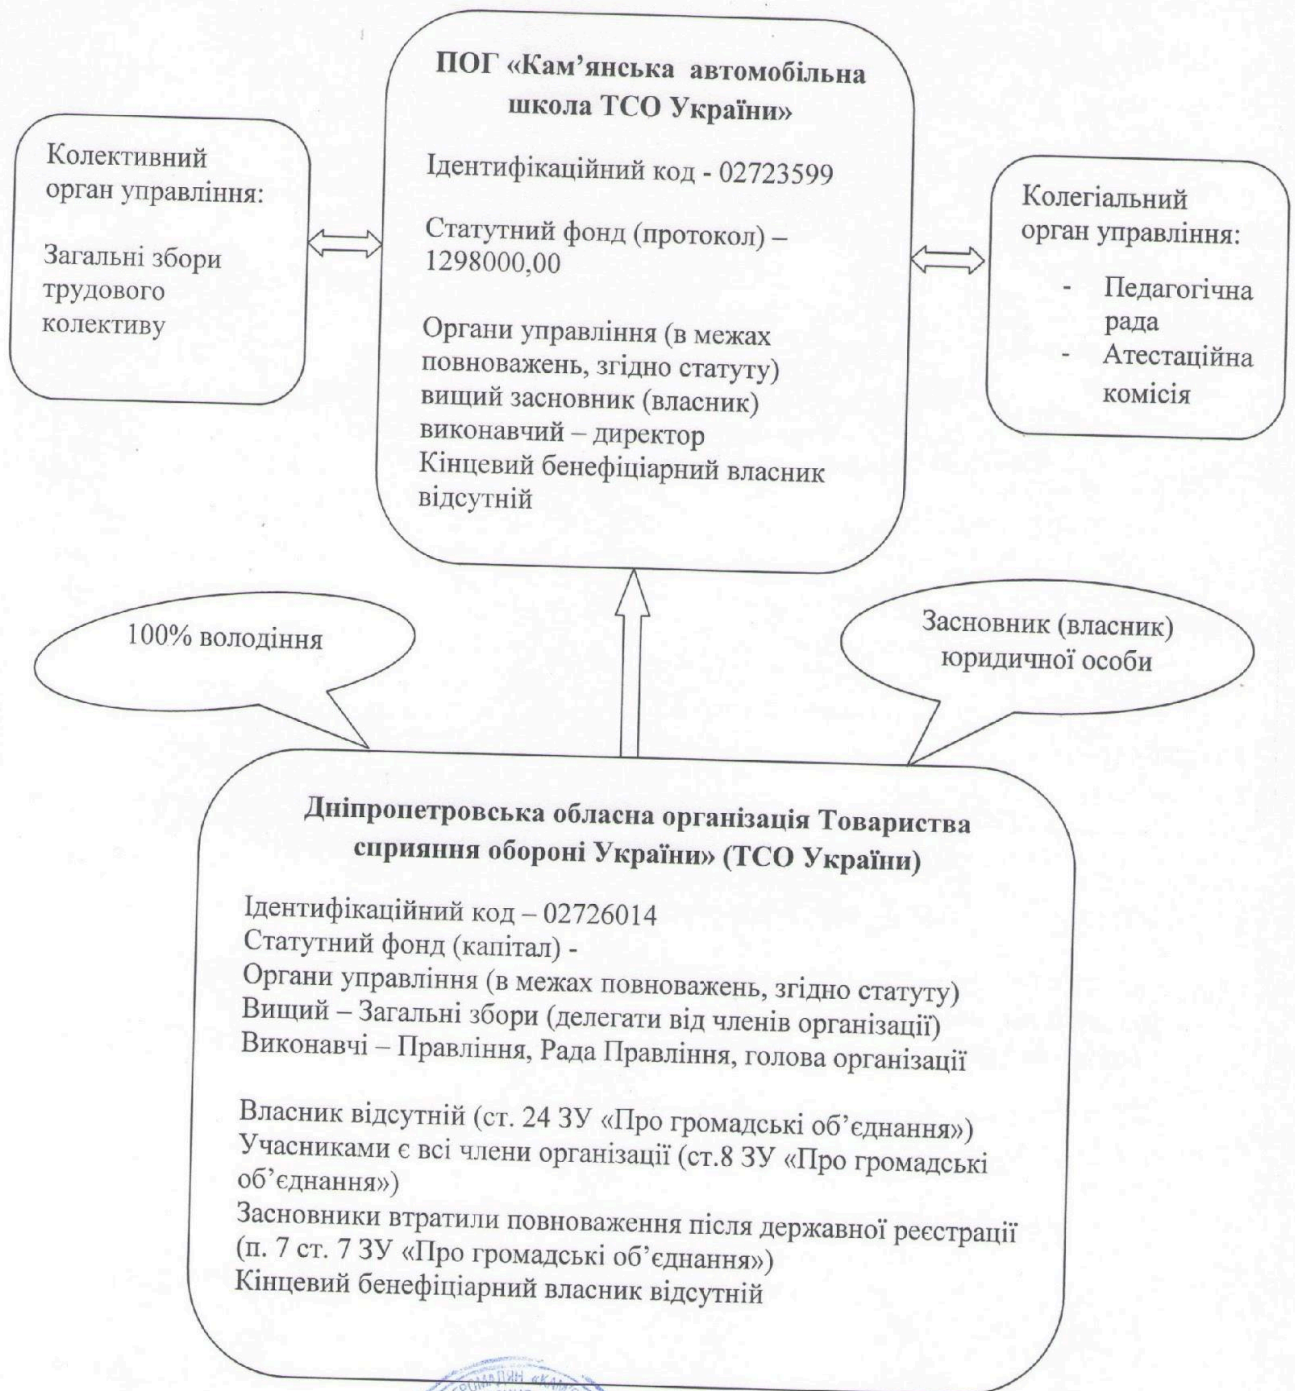 ПОГ «Кам’янська автомобільна
школа ТСО України»
Ідентифікаційний код - 02723599
Статутний фонд (протокол) –
1298000,00
Органи управління (в межах
повноважень, згідно статуту)
вищий засновник (власник)
виконавчий – директор
Кінцевий бенефіціарний власник
відсутній
Колективний
орган управління:
Загальні збори
трудового
колективу
Колегіальний
орган управління:
- Педагогічна
рада
- Атестаційна
комісія
100% володіння
Засновник (власник)
юридичної особи
Дніпропетровська обласна організація Товариства
сприяння обороні України» (ТСО України)
Ідентифікаційний код – 02726014
Статутний фонд (капітал) -
Органи управління (в межах повноважень, згідно статуту)
Вищий – Загальні збори (делегати від членів організації)
Виконавчі – Правління, Рада Правління, голова організації
Власник відсутній (ст. 24 ЗУ «Про громадські об’єднання»)
Учасниками є всі члени організації (ст.8 ЗУ «Про громадські
об’єднання»)
Засновники втратили повноваження після державної реєстрації
(п. 7 ст. 7 ЗУ «Про громадські об’єднання»)
Кінцевий бенефіціарний власник відсутній